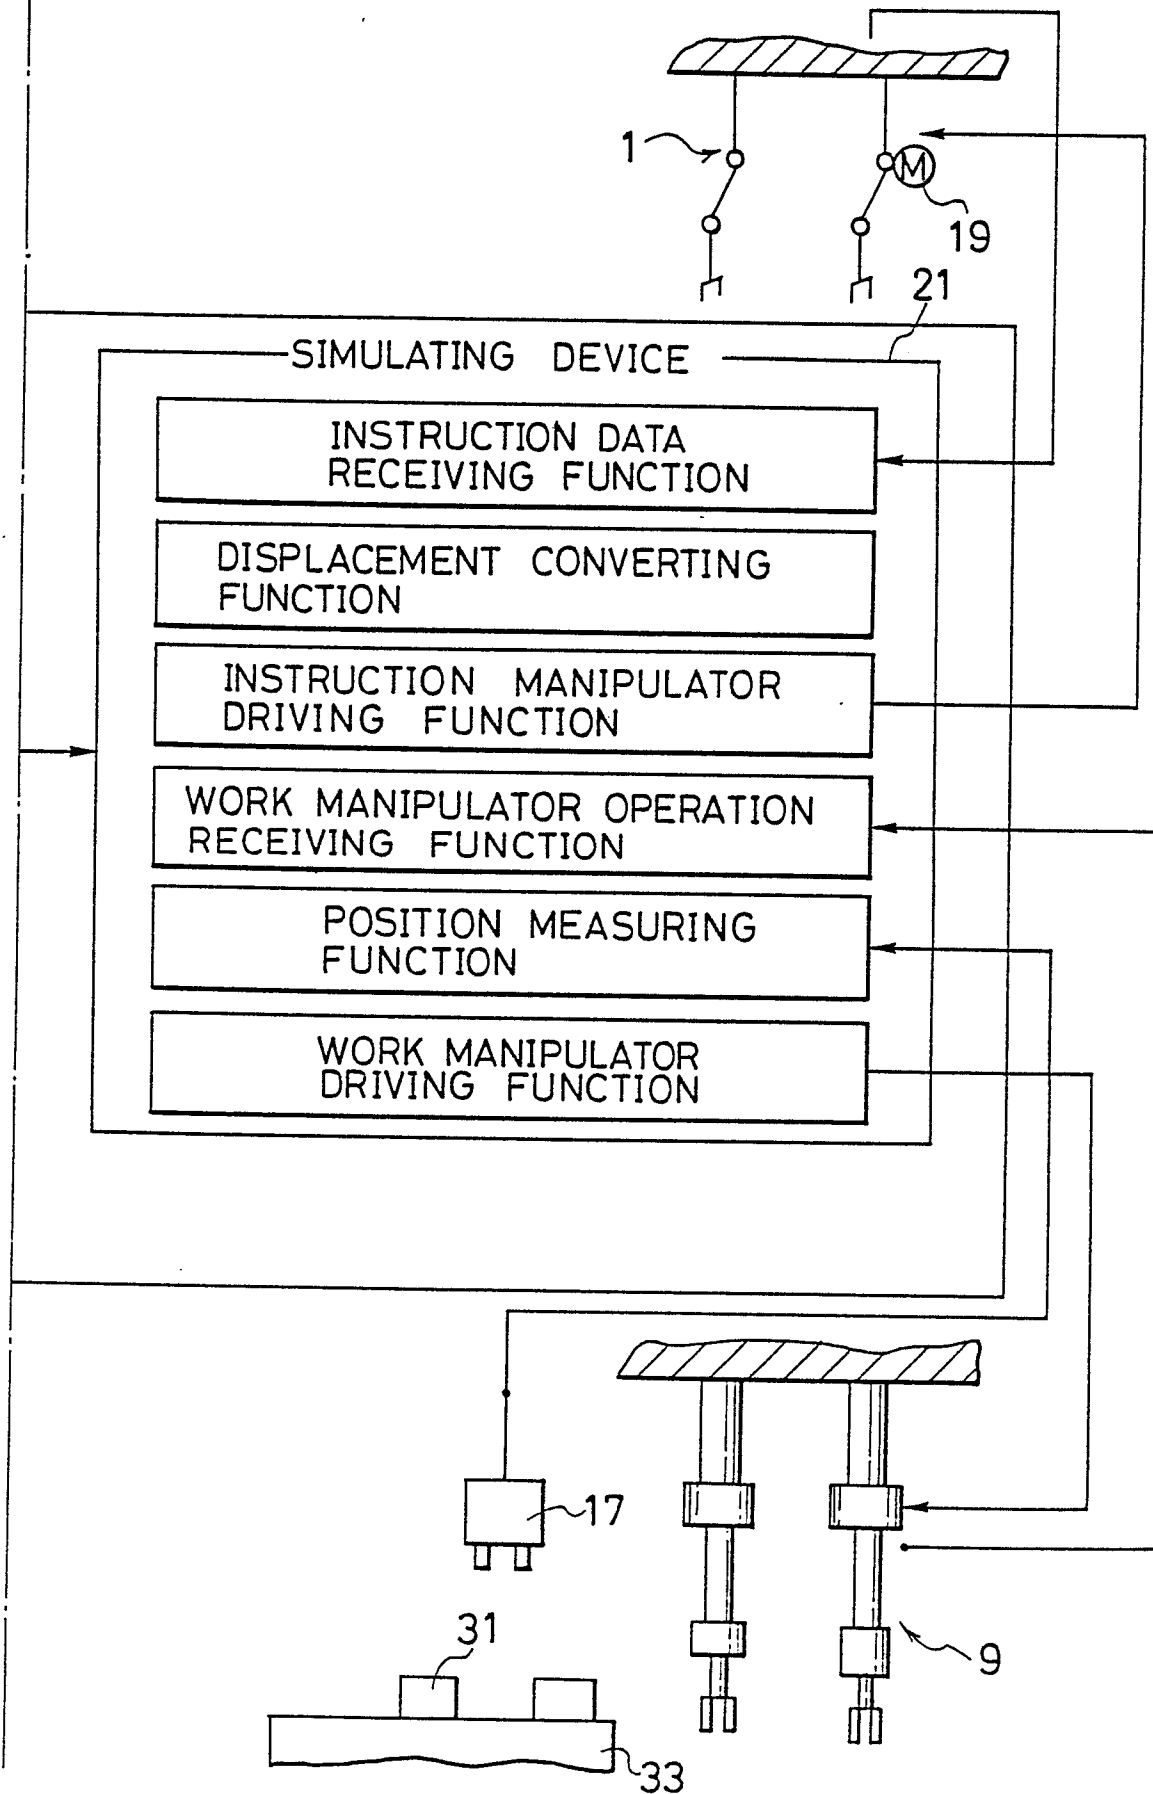 1
M
19
21
SIMULATING DEVICE
INSTRUCTION DATA
RECEIVING FUNCTION
DISPLACEMENT CONVERTING
FUNCTION
INSTRUCTION MANIPULATOR
DRIVING FUNCTION
WORK MANIPULATOR OPERATION
RECEIVING FUNCTION
POSITION MEASURING
FUNCTION
WORK MANIPULATOR
DRIVING FUNCTION
17
31
9
33